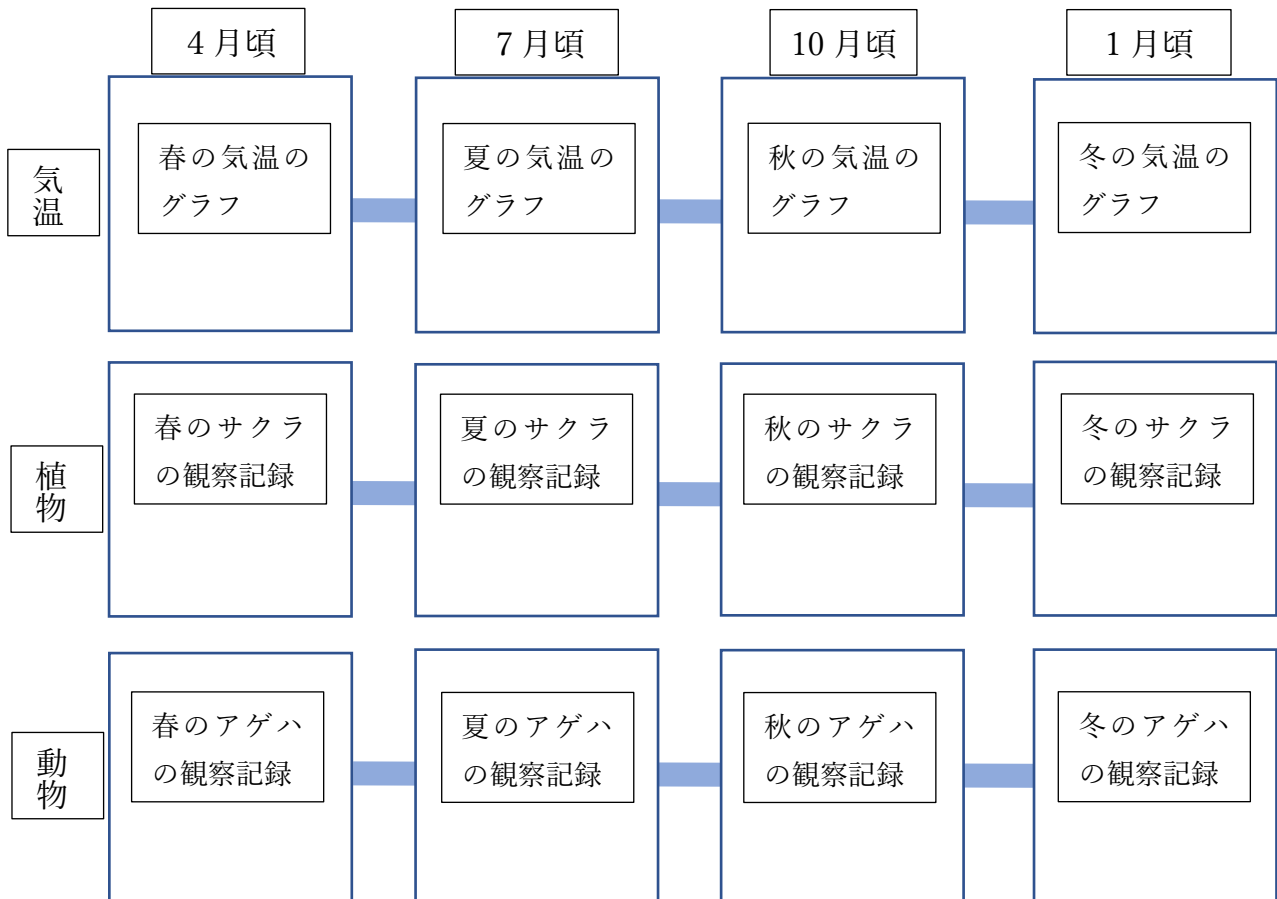 4月頃
7月頃
10月頃
1月頃
気温
春の気温の
グラフ
夏の気温の
グラフ
秋の気温の
グラフ
冬の気温の
グラフ
植物
春のサクラ
の観察記録
夏のサクラ
の観察記録
秋のサクラ
の観察記録
冬のサクラ
の観察記録
動物
春のアゲハ
の観察記録
夏のアゲハ
の観察記録
秋のアゲハ
の観察記録
冬のアゲハ
の観察記録